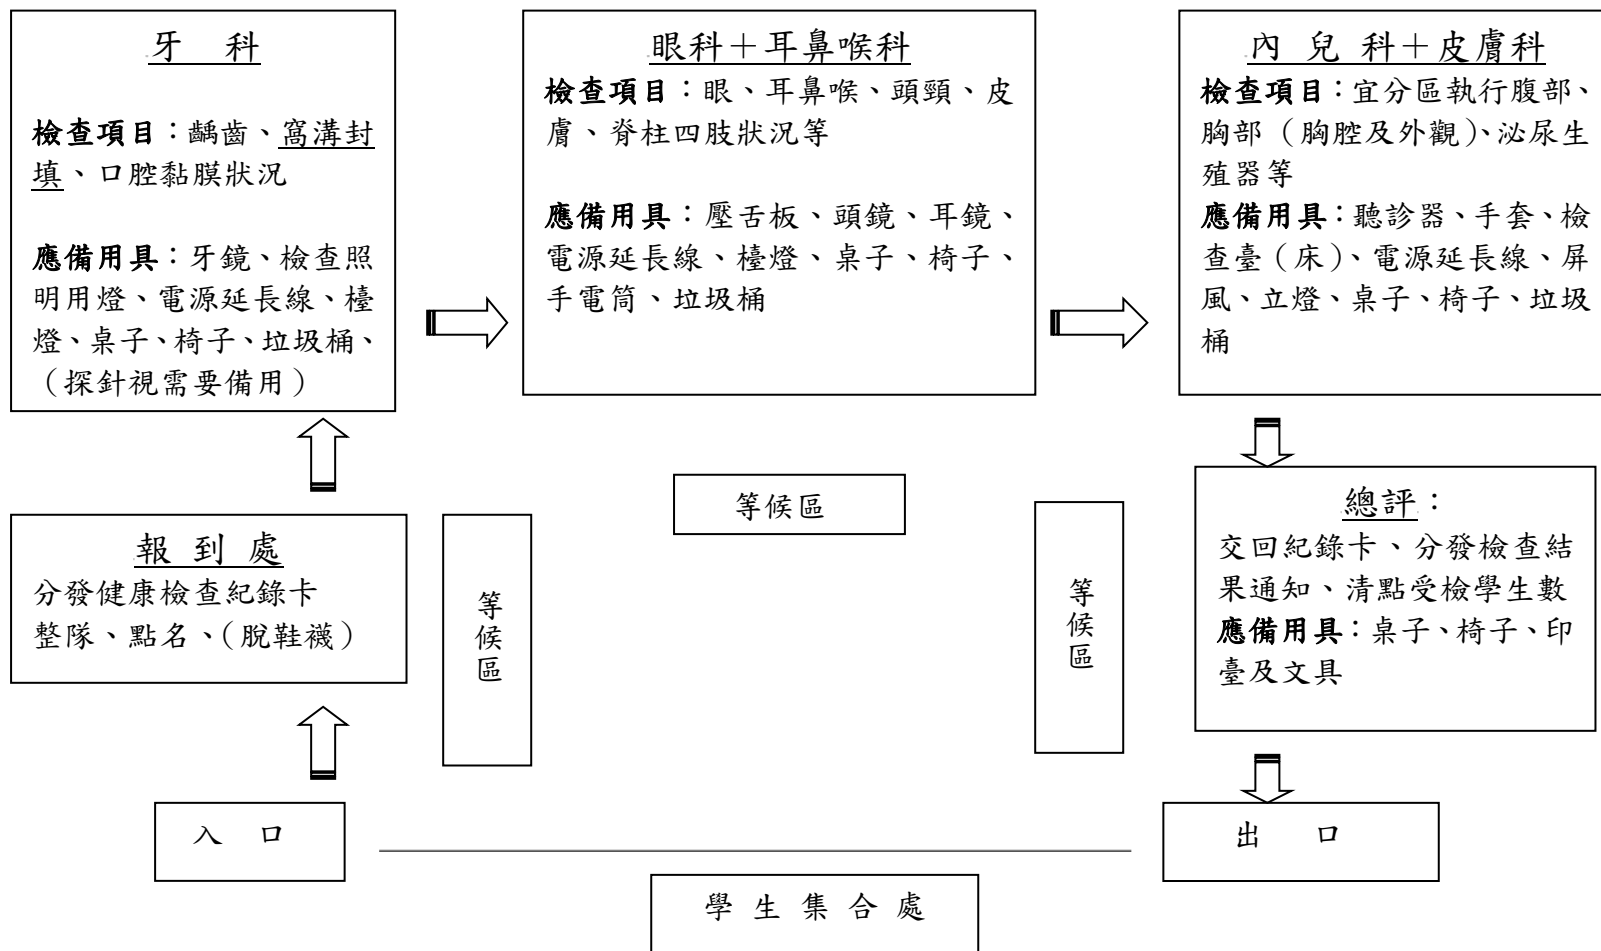 牙　科
檢查項目：齲齒、窩溝封
填、口腔黏膜狀況
應備用具：牙鏡、檢查照
明用燈、電源延長線、檯
燈、桌子、椅子、垃圾桶、
（探針視需要備用）
眼科＋耳鼻喉科
檢查項目：眼、耳鼻喉、頭頸、皮
膚、脊柱四肢狀況等
應備用具：壓舌板、頭鏡、耳鏡、
電源延長線、檯燈、桌子、椅子、
手電筒、垃圾桶
內 兒 科＋皮膚科
檢查項目：宜分區執行腹部、
胸部（胸腔及外觀）、泌尿生
殖器等
應備用具：聽診器、手套、檢
查臺（床）、電源延長線、屏
風、立燈、桌子、椅子、垃圾
桶
報 到 處
分發健康檢查紀錄卡
整隊、點名、（脫鞋襪）
等候區
等候區
等候區
總評：
交回紀錄卡、分發檢查結
果通知、清點受檢學生數
應備用具：桌子、椅子、印
臺及文具
入　口
出　口
學 生 集 合 處